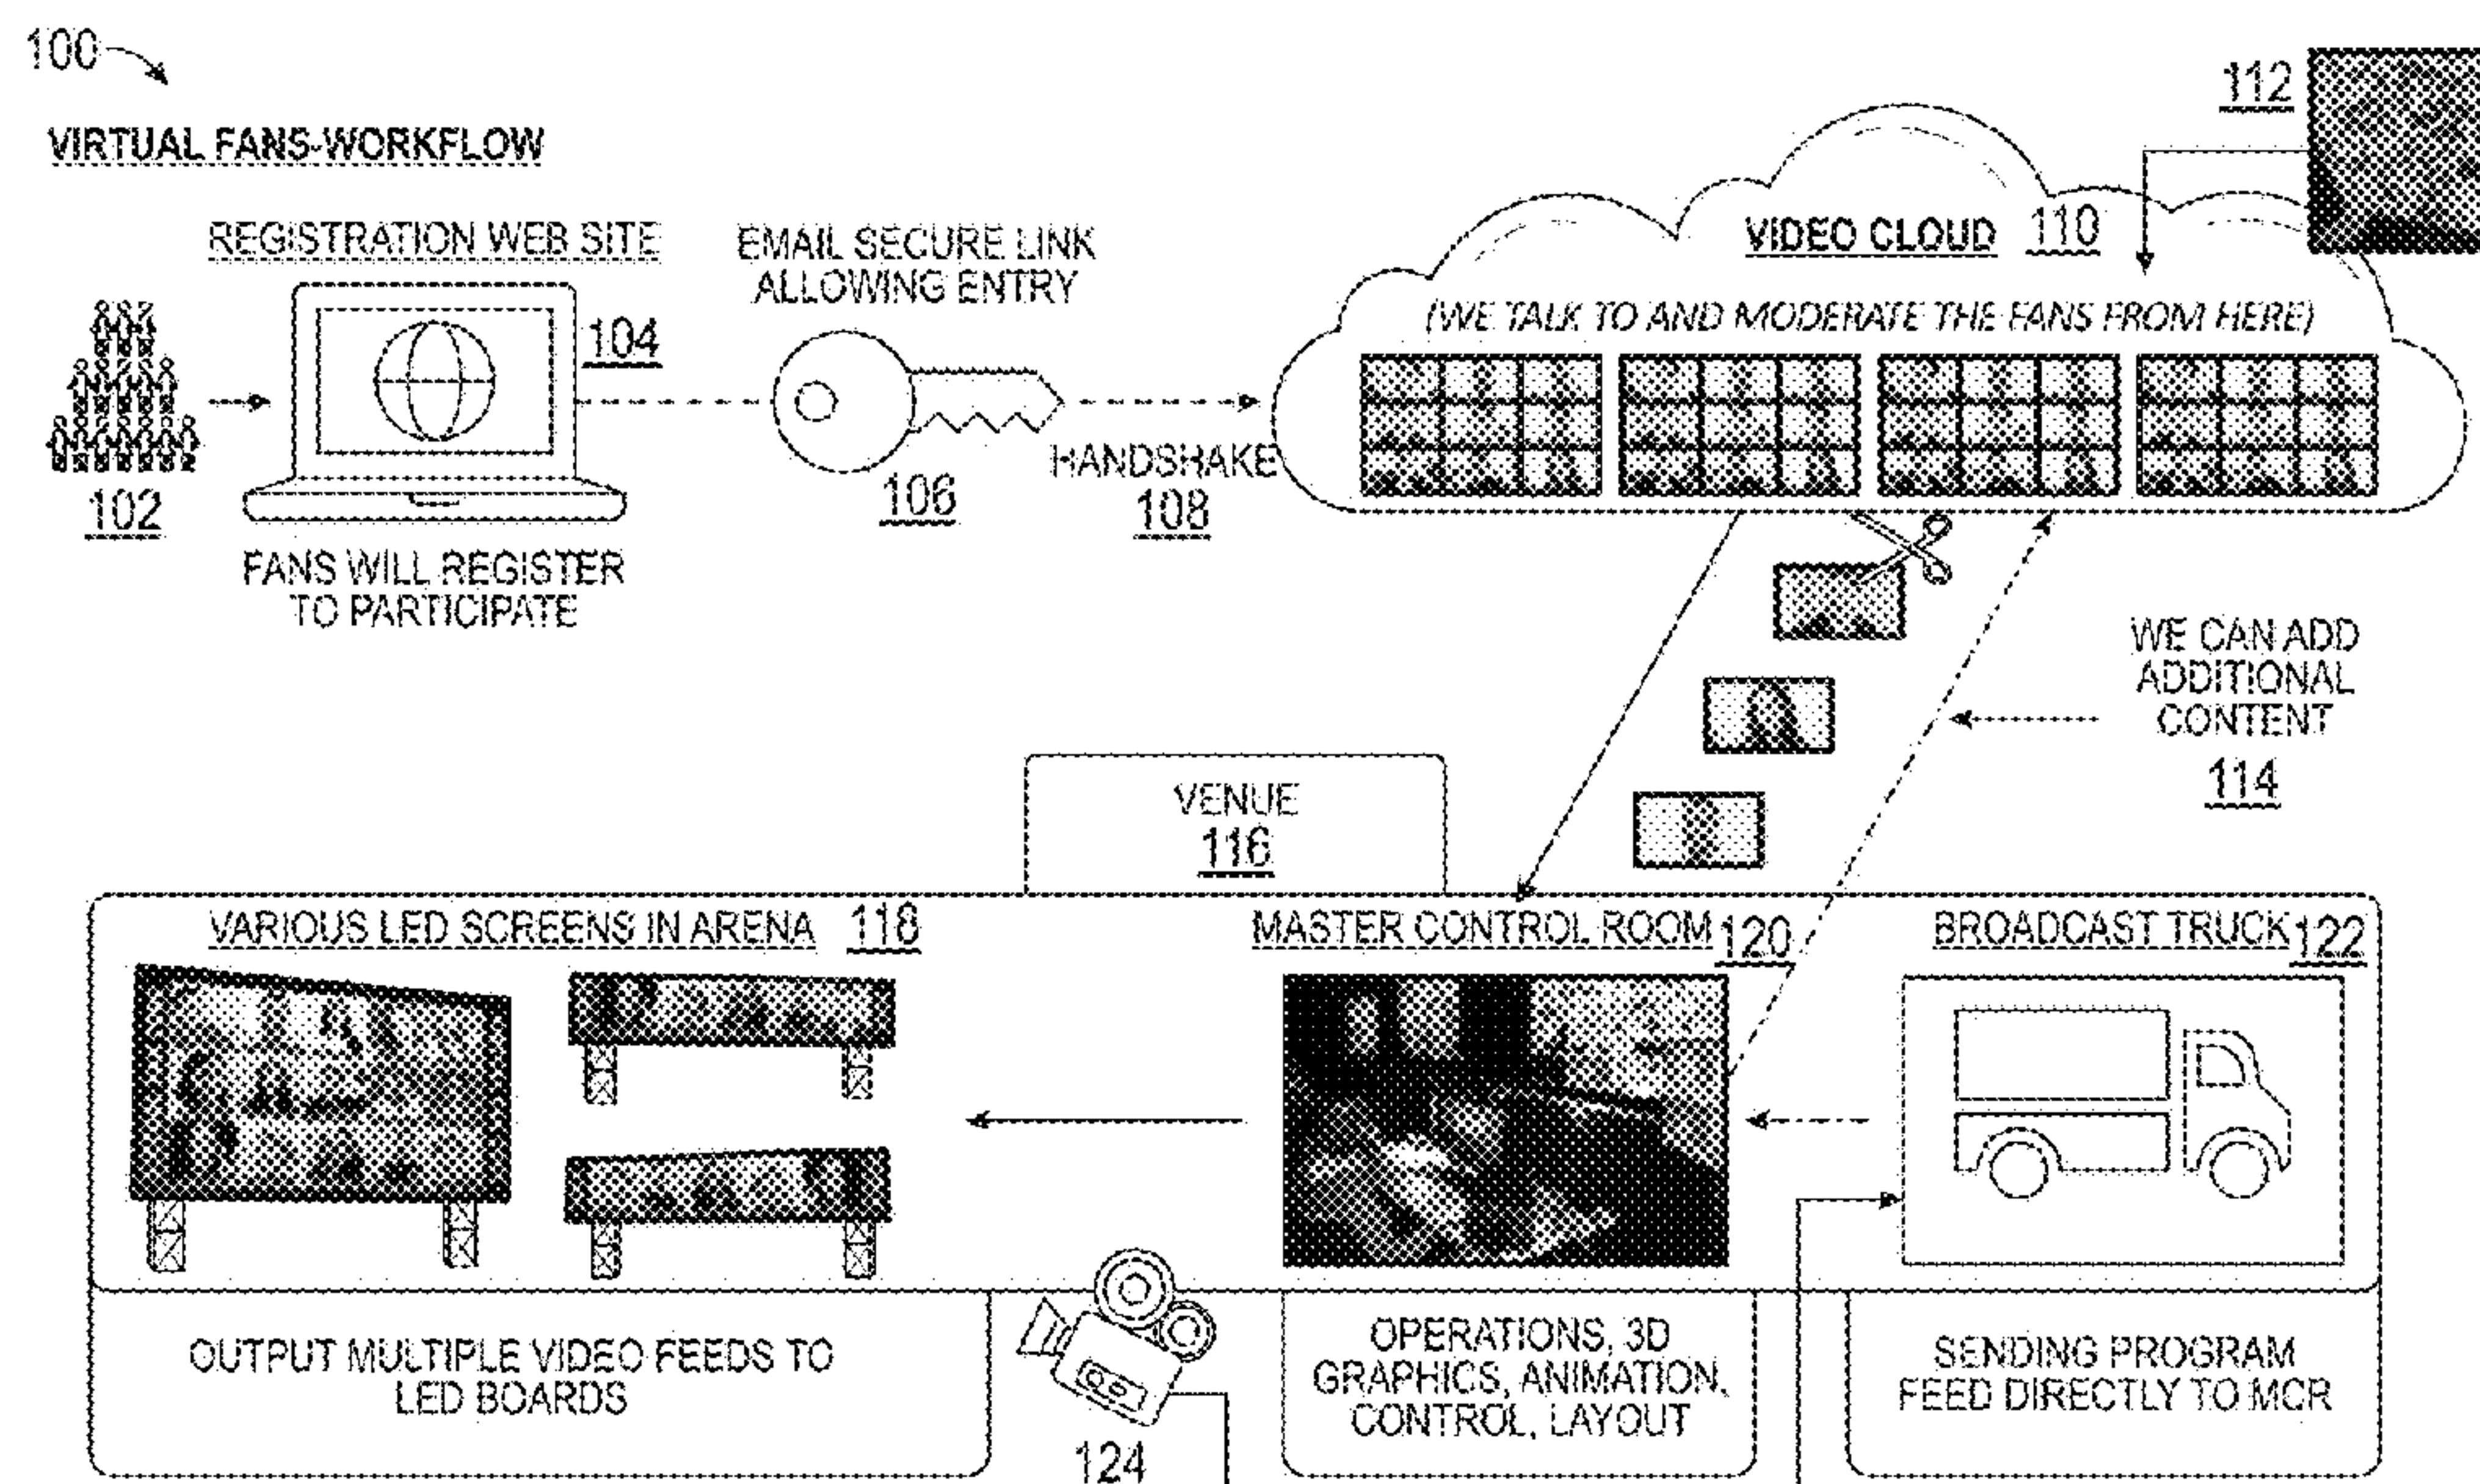 100
VIRTUAL FANS-WORKFLOW
112
REGISTRATION WEB SITE
EMAIL SECURE LINK
ALLOWING ENTRY
VIDEO CLOUD 110
(WE TALK TO AND MODERATE THE FANS FROM HERE)
104
102
106
HANDSHAKE
108
FANS WILL REGISTER
TO PARTICIPATE
WE CAN ADD
ADDITIONAL
CONTENT
114
VENUE
116
VARIOUS LED SCREENS IN ARENA 118
MASTER CONTROL ROOM 120
BROADCAST TRUCK 122
OUTPUT MULTIPLE VIDEO FEEDS TO
LED BOARDS
124
OPERATIONS, 3D
GRAPHICS, ANIMATION,
CONTROL, LAYOUT
SENDING PROGRAM
FEED DIRECTLY TO MCR